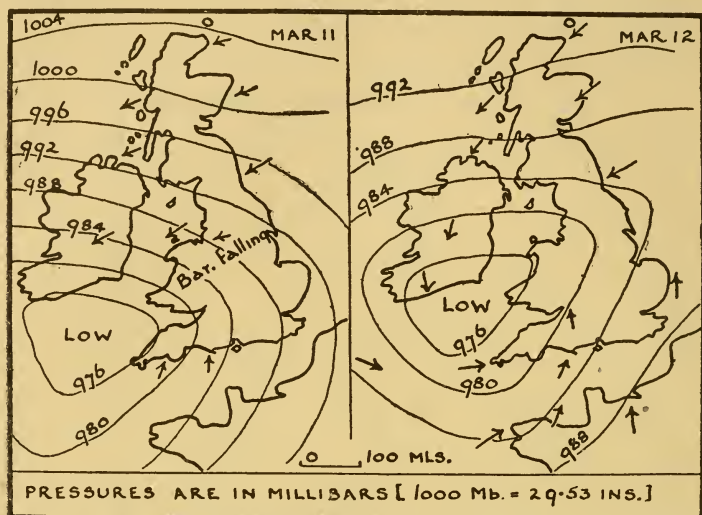 MAR 11
1004
1000
996
992
988
984
Bar. Falling
LOW
976
980
MAR 12
992
988
984
LOW
976
980
988
0 100 MLS.
PRESSURES ARE IN MILLIBARS [ 1000 Mb. = 29.53 INS.]